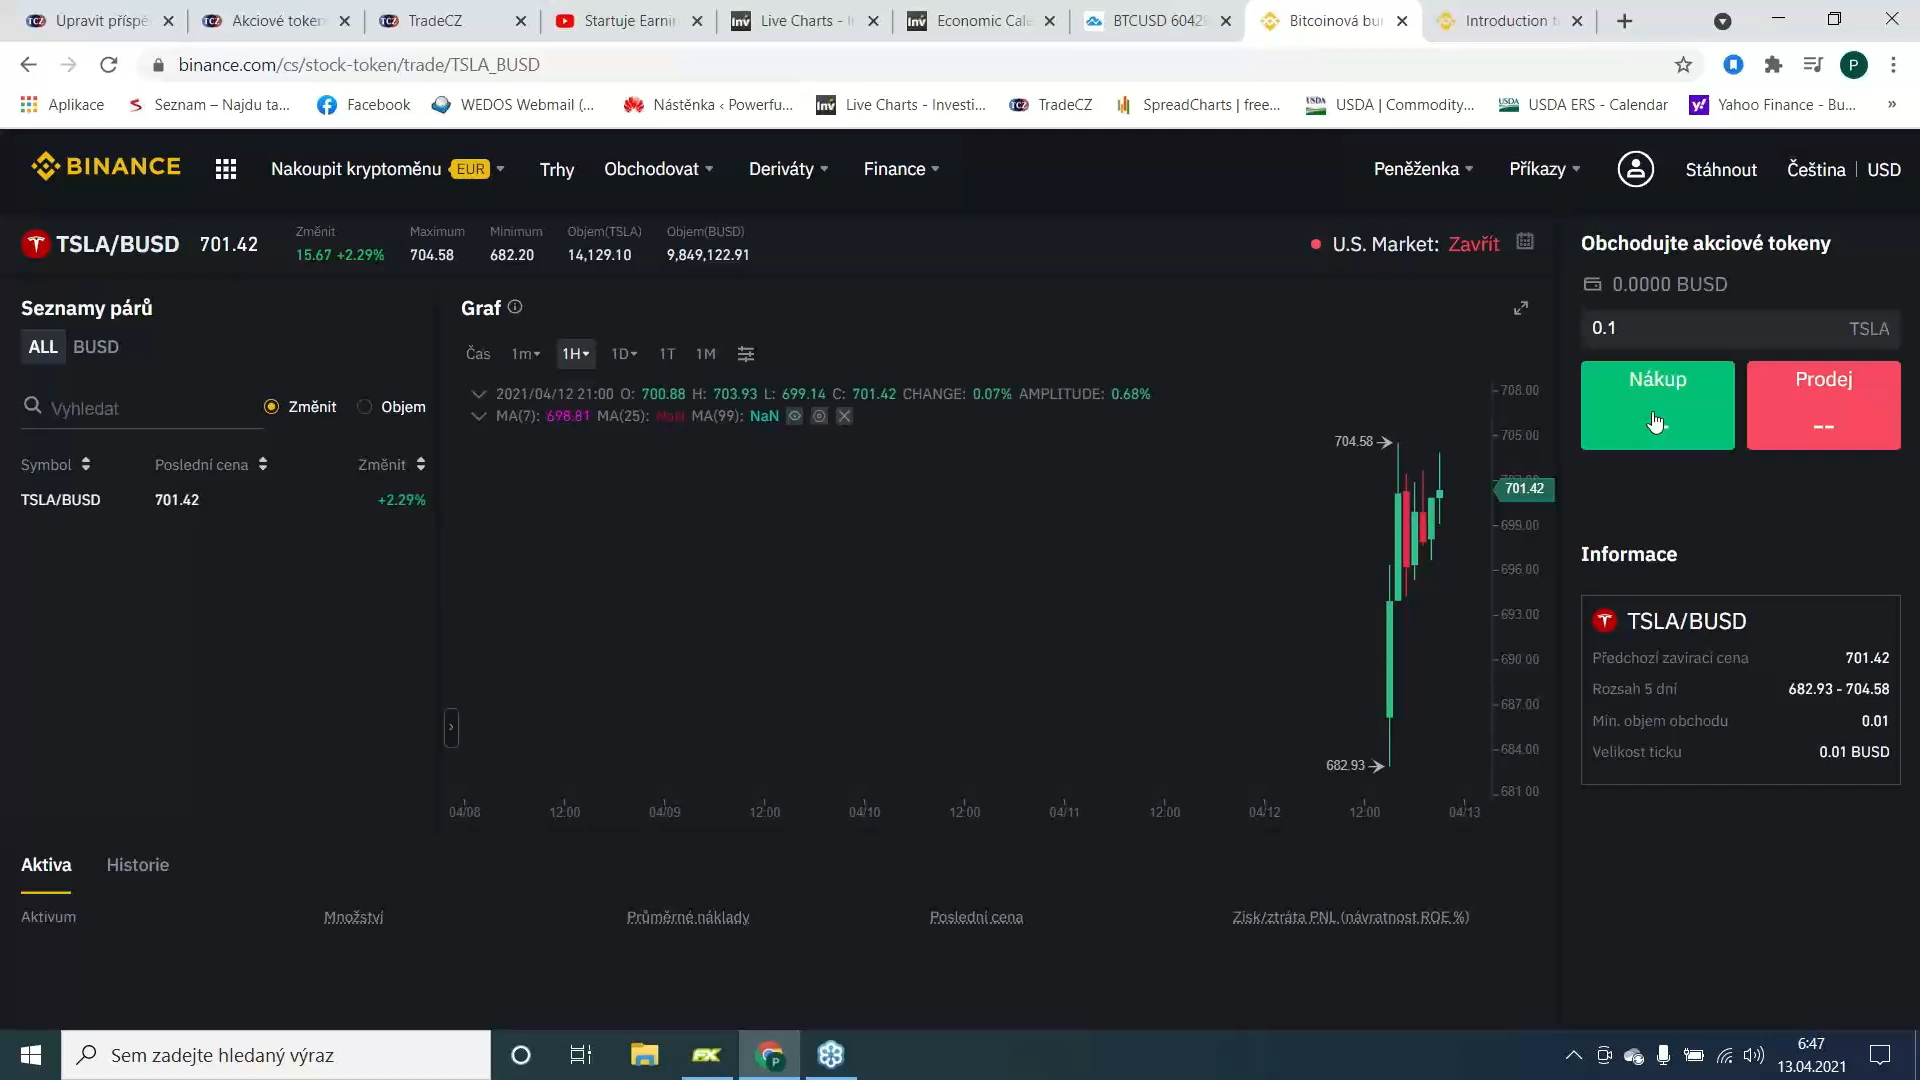 Upravit příspě
Akciové token
TradeCZ
Startuje Earnin
Live Charts - In
Economic Cale
BTCUSD 60429
Bitcoinová bu
Introduction t
binance.com/cs/stock-token/trade/TSLA_BUSD
P
Aplikace
Seznam – Najdu ta...
Facebook
WEDOS Webmail (...
Nástěnka ‹ Powerfu...
Live Charts - Investi...
TradeCZ
SpreadCharts | free...
USDA | Commodity...
USDA ERS - Calendar
Yahoo Finance - Bu...
»
BINANCE
Nakoupit kryptoměnu EUR
Trhy
Obchodovat
Deriváty
Finance
Peněženka
Příkazy
Stáhnout
Čeština
USD
TSLA/BUSD 701.42
Změnit
15.67 +2.29%
Maximum
704.58
Minimum
682.20
Objem(TSLA)
14,129.10
Objem(BUSD)
9,849,122.91
U.S. Market: Zavřít
Seznamy párů
ALL BUSD
Vyhledat
Změnit
Objem
Symbol
Poslední cena
Změnit
TSLA/BUSD 701.42 +2.29%
Graf
Čas 1m 1H 1D 1T 1M
2021/04/12 21:00 O: 700.88 H: 703.93 L: 699.14 C: 701.42 CHANGE: 0.07% AMPLITUDE: 0.68%
MA(7): 698.81 MA(25): NaN MA(99): NaN
704.58
682.93
708.00
705.00
701.42
699.00
696.00
693.00
690.00
687.00
684.00
681.00
04/08 12:00 04/09 12:00 04/10 12:00 04/11 12:00 04/12 12:00 04/13
Obchodujte akciové tokeny
0.0000 BUSD
0.1 TSLA
Nákup
Prodej
--
Informace
TSLA/BUSD
Předchozí zavírací cena 701.42
Rozsah 5 dní 682.93 - 704.58
Min. objem obchodu 0.01
Velikost ticku 0.01 BUSD
Aktiva
Historie
Aktivum
Množství
Průměrné náklady
Poslední cena
Zisk/ztráta PNL (návratnost ROE %)
Sem zadejte hledaný výraz
6:47
13.04.2021